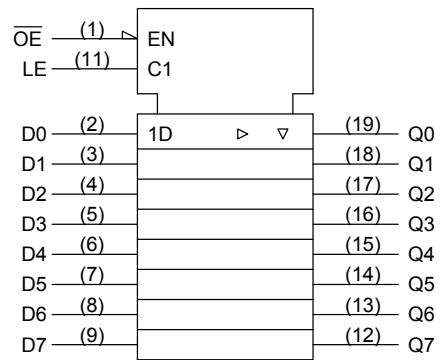 O̅E̅ (1) EN
LE (11) C1
D0 (2) 1D (19) Q0
D1 (3) (18) Q1
D2 (4) (17) Q2
D3 (5) (16) Q3
D4 (6) (15) Q4
D5 (7) (14) Q5
D6 (8) (13) Q6
D7 (9) (12) Q7